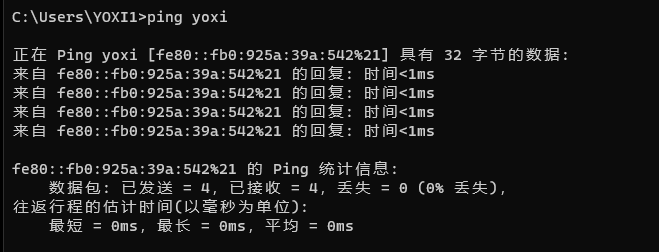 C:\Users\YOXI1>ping yoxi
正在 Ping yoxi [fe80::fb0:925a:39a:542%21] 具有 32 字节的数据:
来自 fe80::fb0:925a:39a:542%21 的回复: 时间<1ms
来自 fe80::fb0:925a:39a:542%21 的回复: 时间<1ms
来自 fe80::fb0:925a:39a:542%21 的回复: 时间<1ms
来自 fe80::fb0:925a:39a:542%21 的回复: 时间<1ms
fe80::fb0:925a:39a:542%21 的 Ping 统计信息:
数据包: 已发送 = 4，已接收 = 4，丢失 = 0 (0% 丢失)，
往返行程的估计时间(以毫秒为单位):
最短 = 0ms，最长 = 0ms，平均 = 0ms